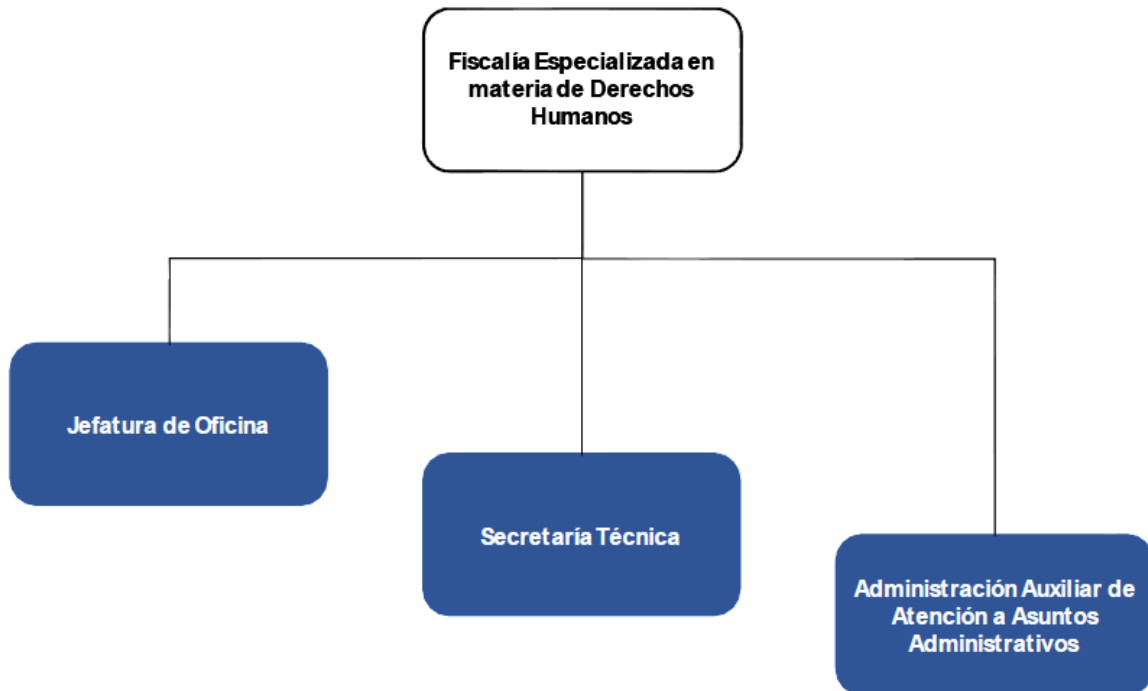 Fiscalía Especializada en
materia de Derechos
Humanos
Jefatura de Oficina
Secretaría Técnica
Administración Auxiliar de
Atención a Asuntos
Administrativos